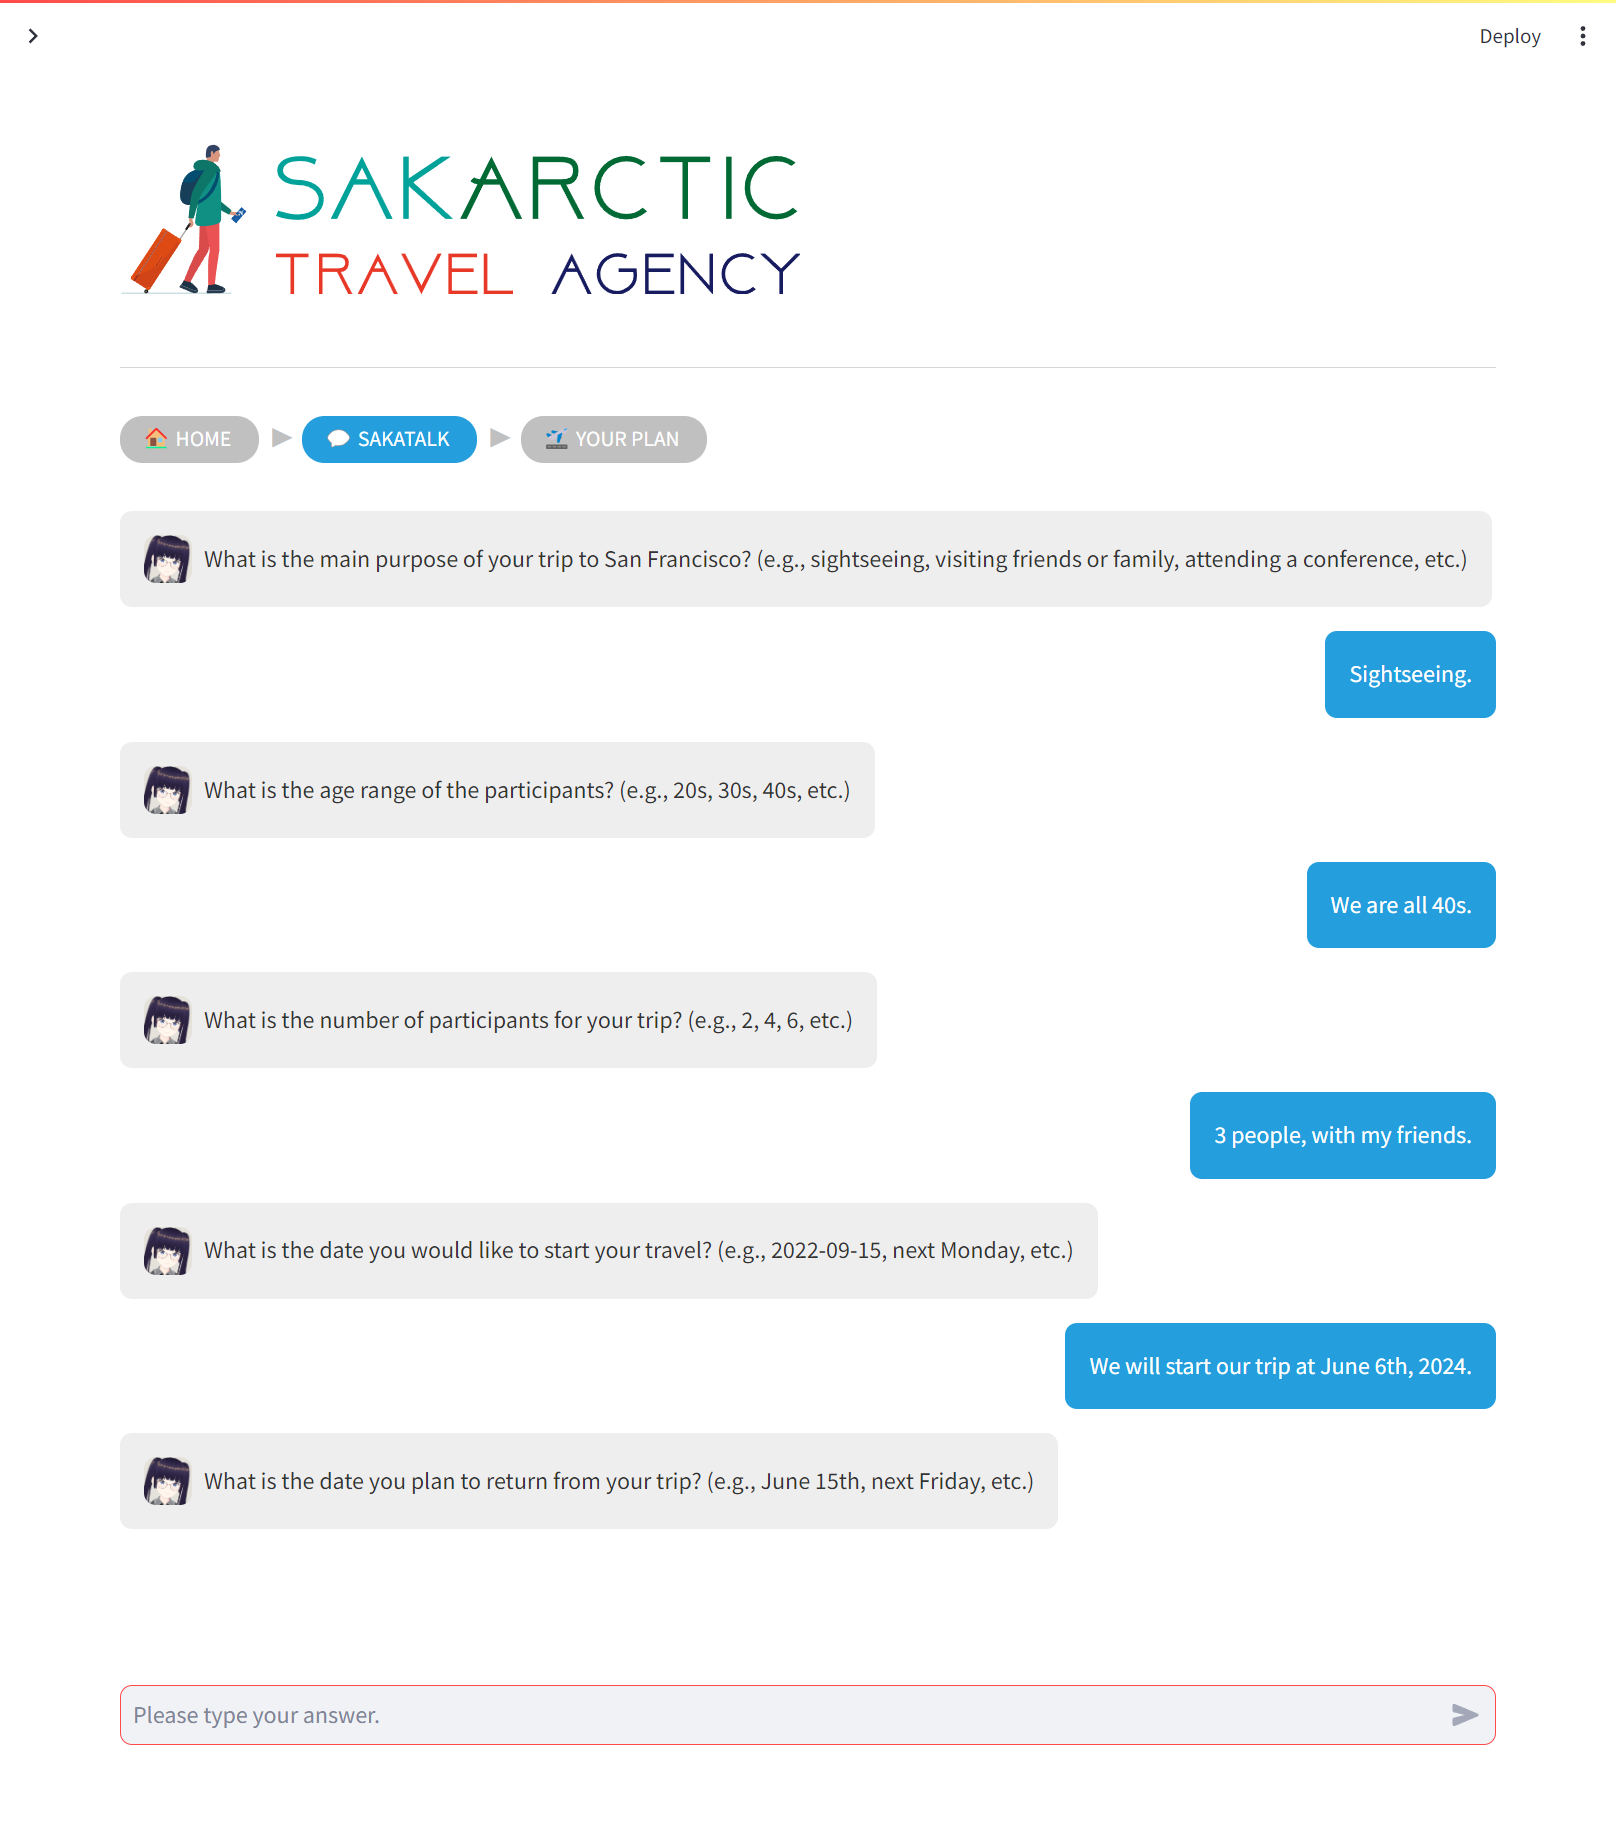 Deploy
SAKARCTIC
TRAVEL AGENCY
HOME
SAKATALK
YOUR PLAN
What is the main purpose of your trip to San Francisco? (e.g., sightseeing, visiting friends or family, attending a conference, etc.)
Sightseeing.
What is the age range of the participants? (e.g., 20s, 30s, 40s, etc.)
We are all 40s.
What is the number of participants for your trip? (e.g., 2, 4, 6, etc.)
3 people, with my friends.
What is the date you would like to start your travel? (e.g., 2022-09-15, next Monday, etc.)
We will start our trip at June 6th, 2024.
What is the date you plan to return from your trip? (e.g., June 15th, next Friday, etc.)
Please type your answer.